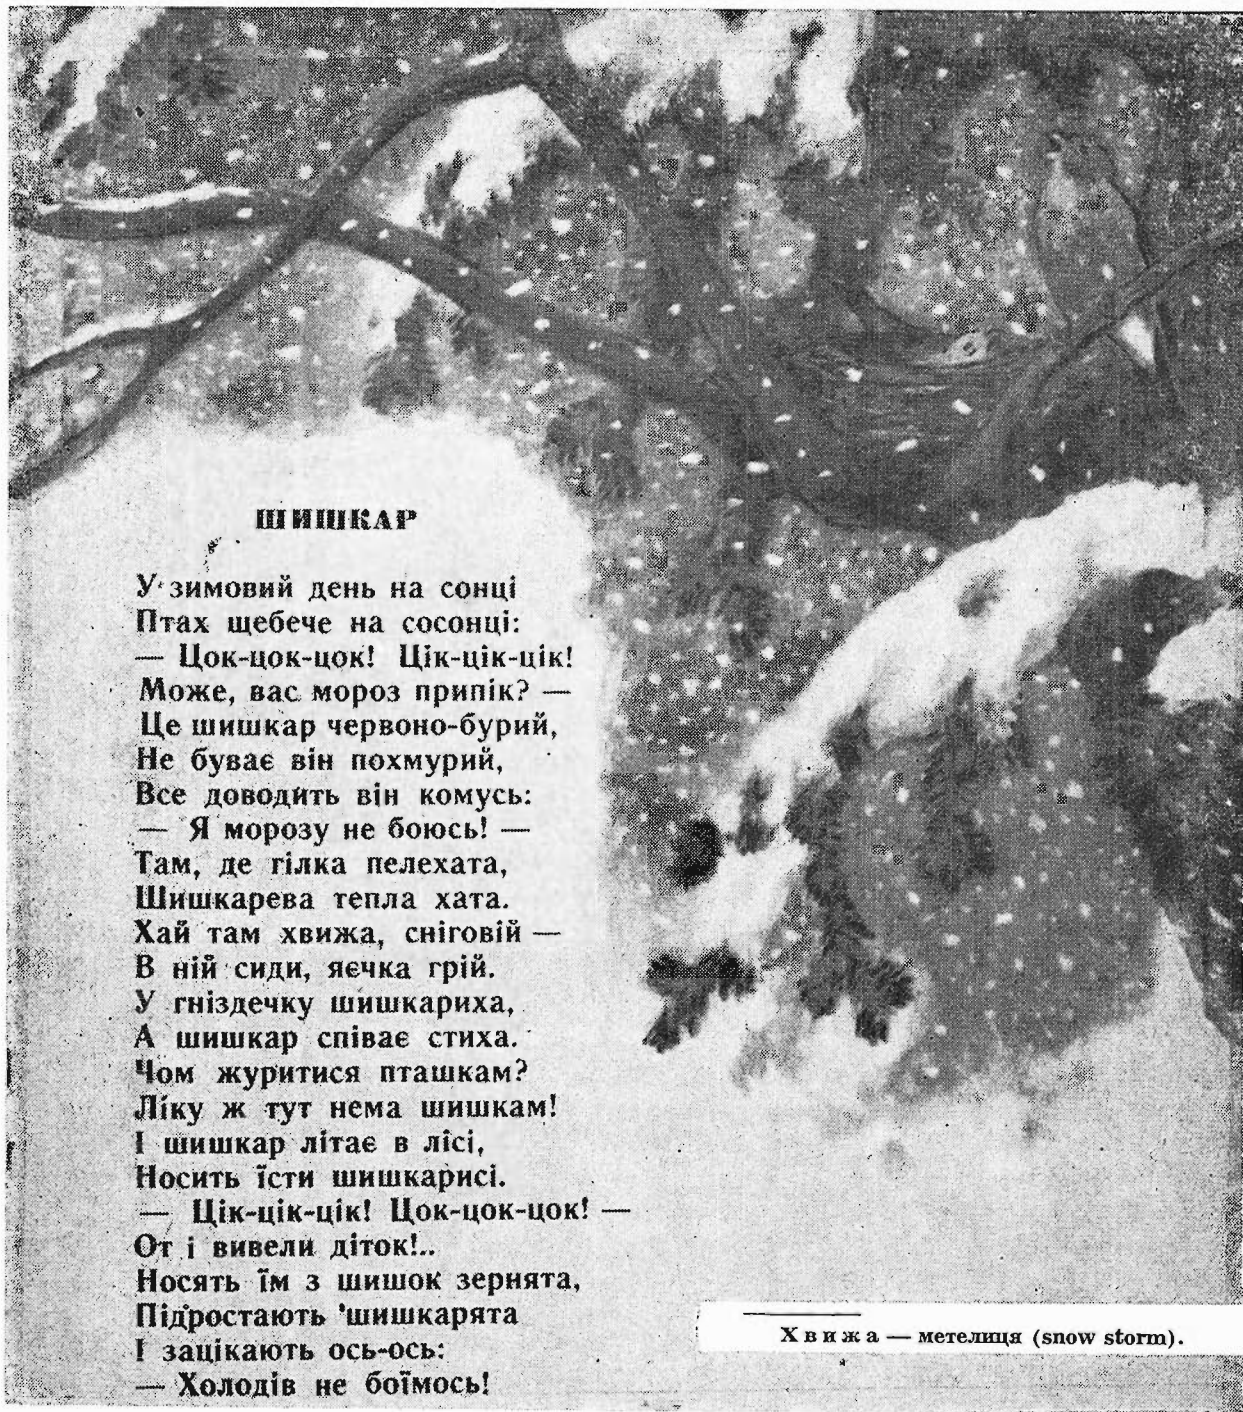 ШИШКАР
У зимовий день на сонці
Птах щебече на сосонці:
— Цок-цок-цок! Цік-цік-цік!
Може, вас мороз припік? —
Це шишкар червоно-бурий,
Не буває він похмурий,
Все доводить він комусь:
— Я морозу не боюсь! —
Там, де гілка пелехата,
Шишкарева тепла хата.
Хай там хвижа, сніговій —
В ній сиди, яєчка грій.
У гніздечку шишкариха,
А шишкар співає стиха.
Чом журитися пташкам?
Ліку ж тут нема шишкам!
І шишкар літає в лісі,
Носить їсти шишкарисі.
— Цік-цік-цік! Цок-цок-цок! —
От і вивели діток!..
Носять їм з шишок зернята,
Підростають шишкарята
І зацікають ось-ось:
— Холодів не боїмось!
Хвижа — метелиця (snow storm).